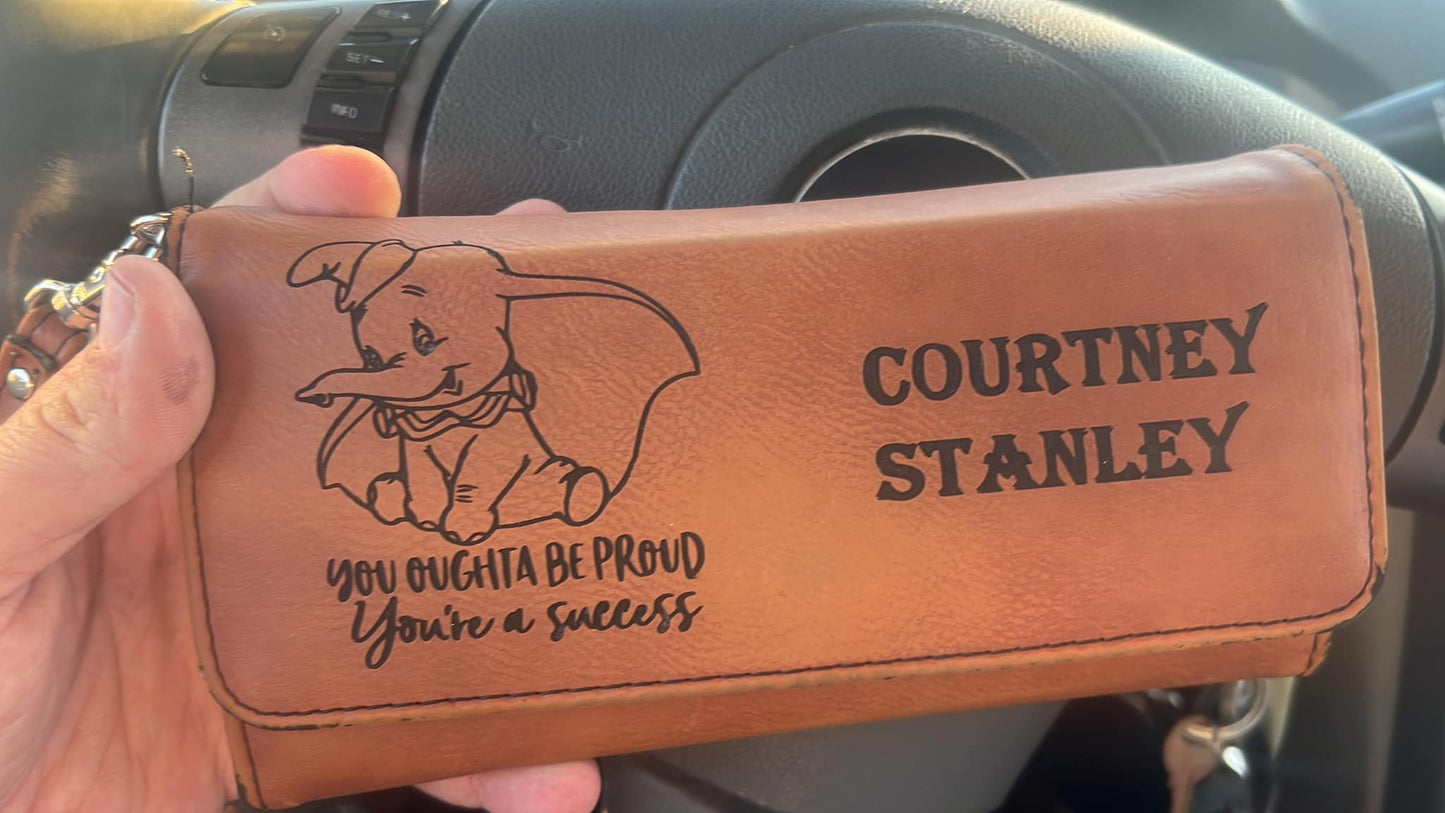 SET-
INFO
YOU OUGHTA BE PROUD
You're a success
COURTNEY
STANLEY